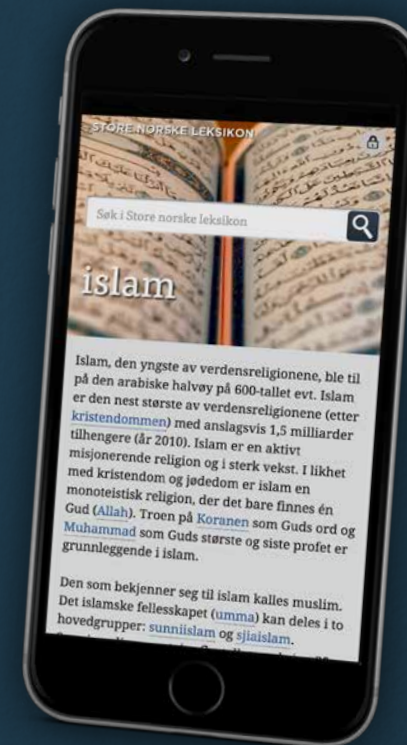 STORE NORSKE LEKSIKON
Søk i Store norske leksikon
islam
Islam, den yngste av verdensreligionene, ble til
på den arabiske halvøy på 600-tallet evt. Islam
er den nest største av verdensreligionene (etter
kristendommen) med anslagsvis 1,5 milliarder
tilhengere (år 2010). Islam er en aktivt
misjonerende religion og i sterk vekst. I likhet
med kristendom og jødedom er islam en
monoteistisk religion, der det bare finnes én
Gud (Allah). Troen på Koranen som Guds ord og
Muhammad som Guds største og siste profet er
grunnleggende i islam.
Den som bekjenner seg til islam kalles muslim.
Det islamske fellesskapet (umma) kan deles i to
hovedgrupper: sunniislam og sjiaislam.